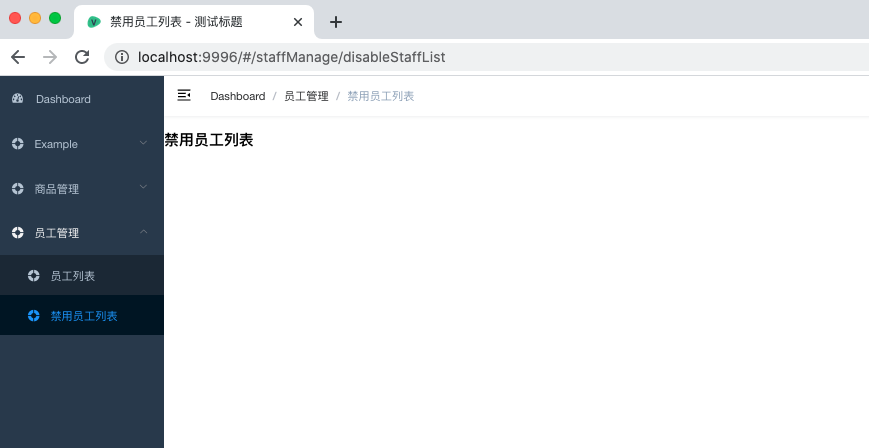 禁用员工列表 - 测试标题
localhost:9996/#/staffManage/disableStaffList
Dashboard
Dashboard / 员工管理 / 禁用员工列表
Example
禁用员工列表
商品管理
员工管理
员工列表
禁用员工列表